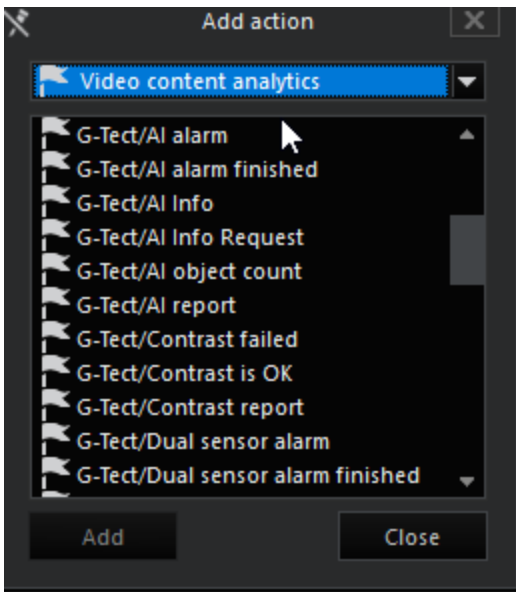 Add action
Video content analytics
G-Tect/AI alarm
G-Tect/AI alarm finished
G-Tect/AI Info
G-Tect/AI Info Request
G-Tect/AI object count
G-Tect/AI report
G-Tect/Contrast failed
G-Tect/Contrast is OK
G-Tect/Contrast report
G-Tect/Dual sensor alarm
G-Tect/Dual sensor alarm finished
Add
Close